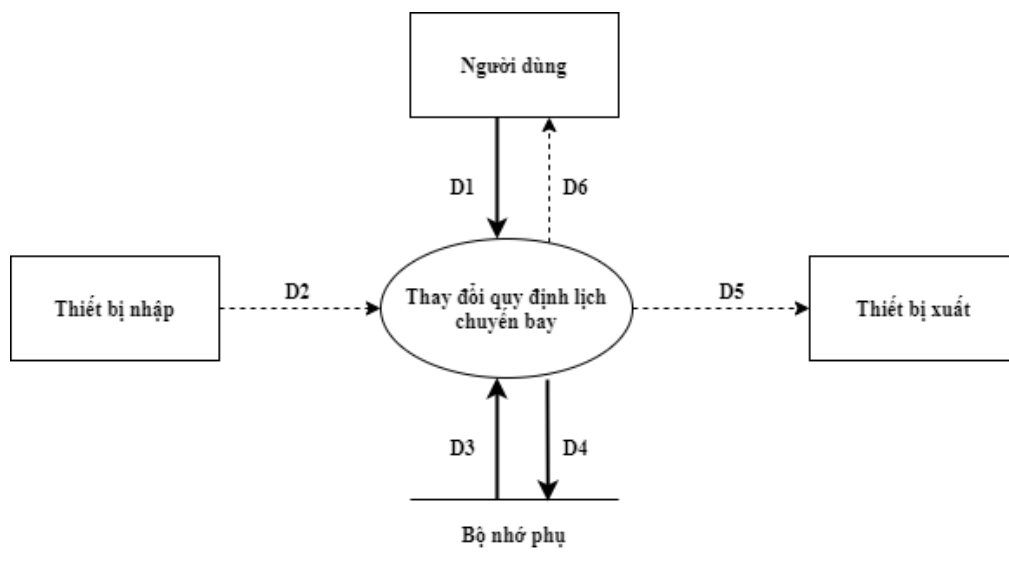 Người dùng
D1
D6
Thiết bị nhập
D2
Thay đổi quy định lịch
chuyến bay
D5
Thiết bị xuất
D3
D4
Bộ nhớ phụ